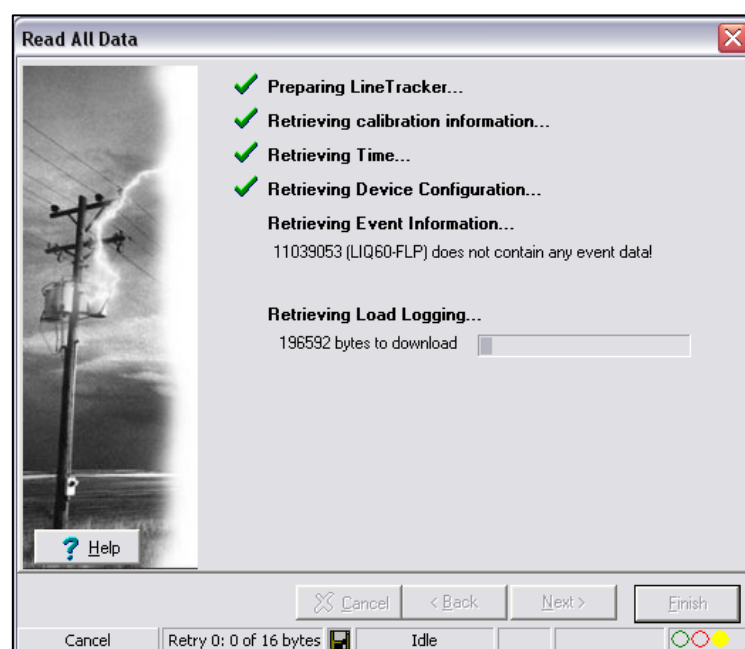 Read All Data
Preparing LineTracker...
Retrieving calibration information...
Retrieving Time...
Retrieving Device Configuration...
Retrieving Event Information...
11039053 (LIQ60-FLP) does not contain any event data!
Retrieving Load Logging...
196592 bytes to download
? Help
Cancel
< Back
Next >
Finish
Cancel
Retry 0: 0 of 16 bytes
Idle